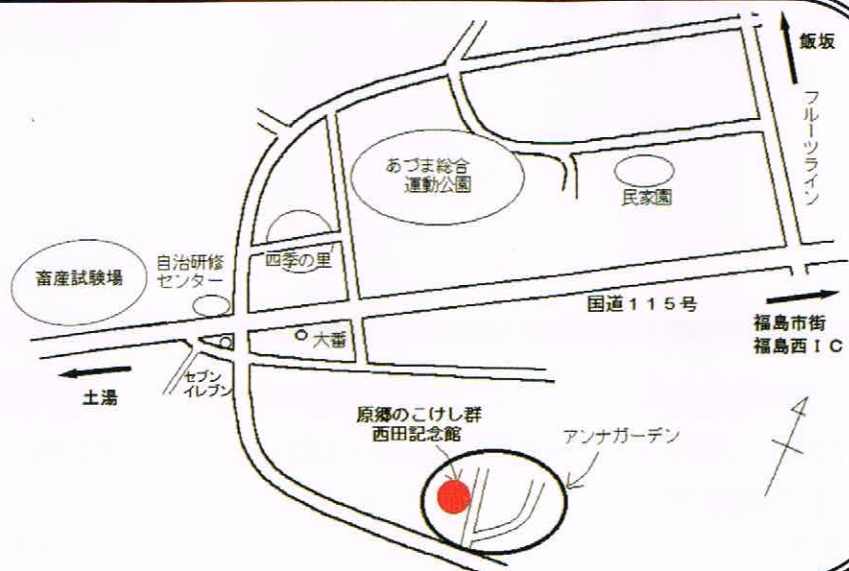 飯坂
フルーツライン
あづま総合
運動公園
民家園
四季の里
自治研修
センター
畜産試験場
国道115号
福島市街
福島西IC
大番
セブン
イレブン
土湯
原郷のこけし群
西田記念館
アンナガーデン